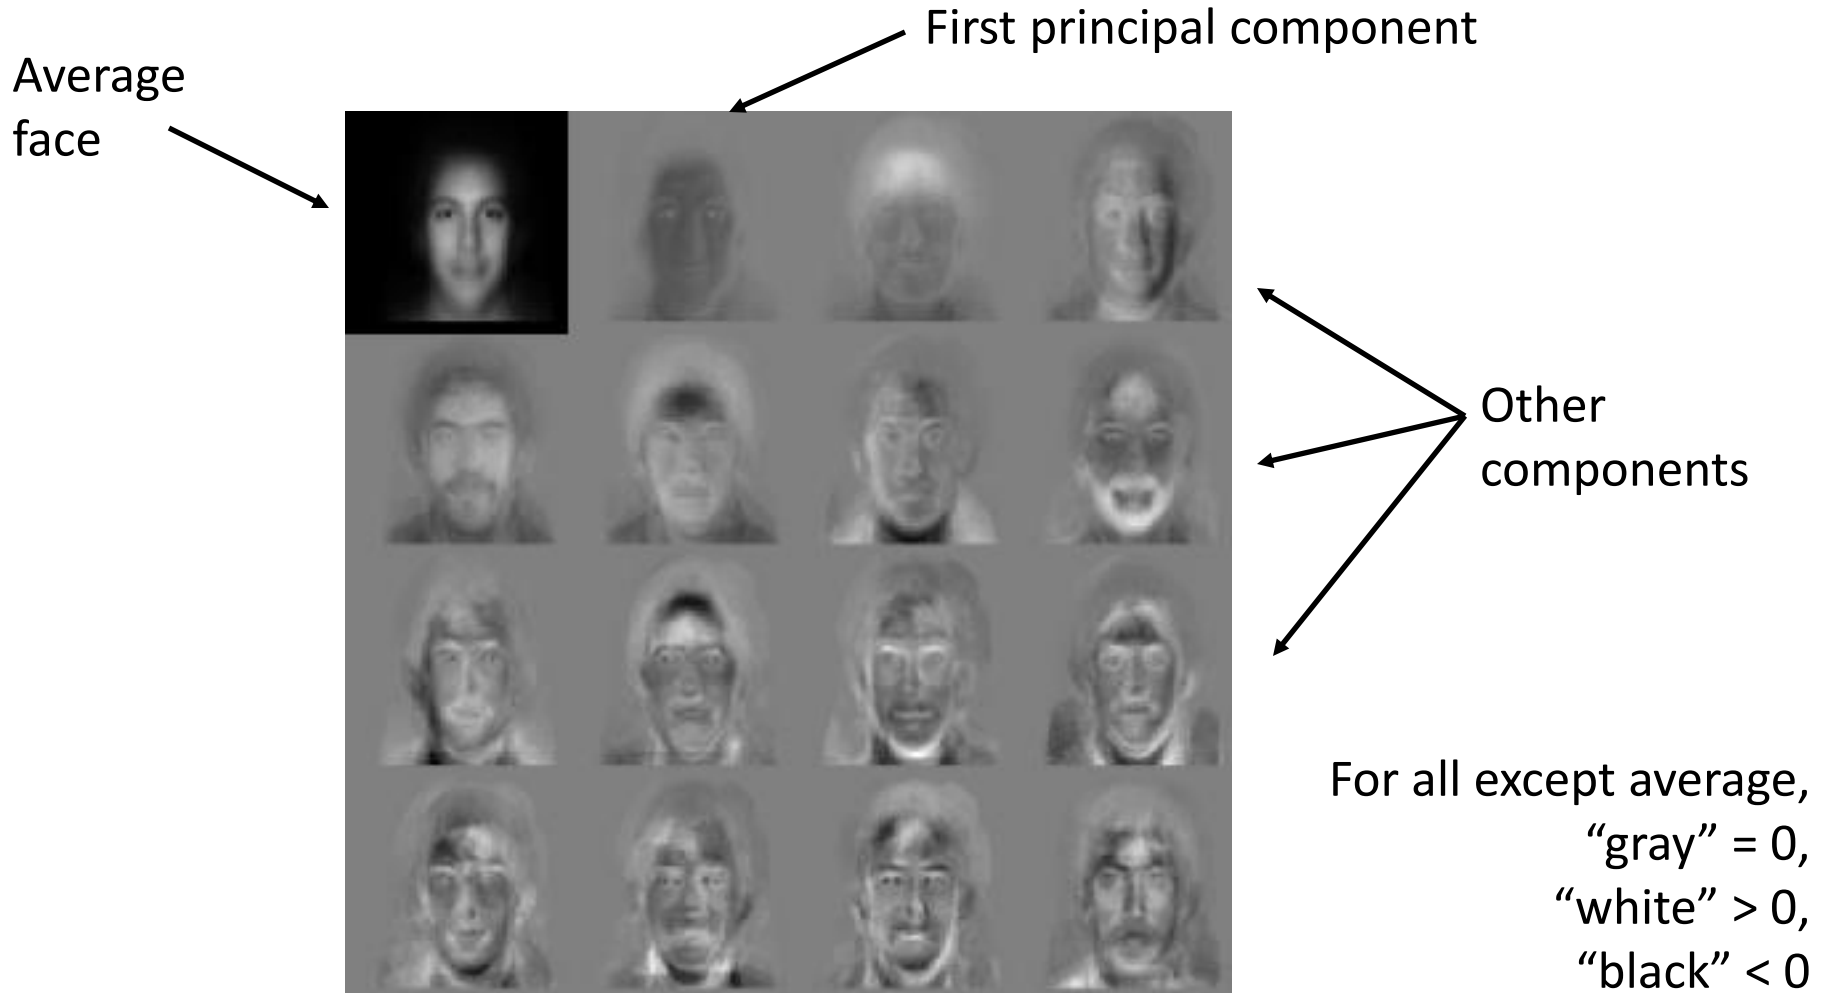 First principal component
Average
face
Other
components
For all except average,
“gray” = 0,
“white” > 0,
“black” < 0